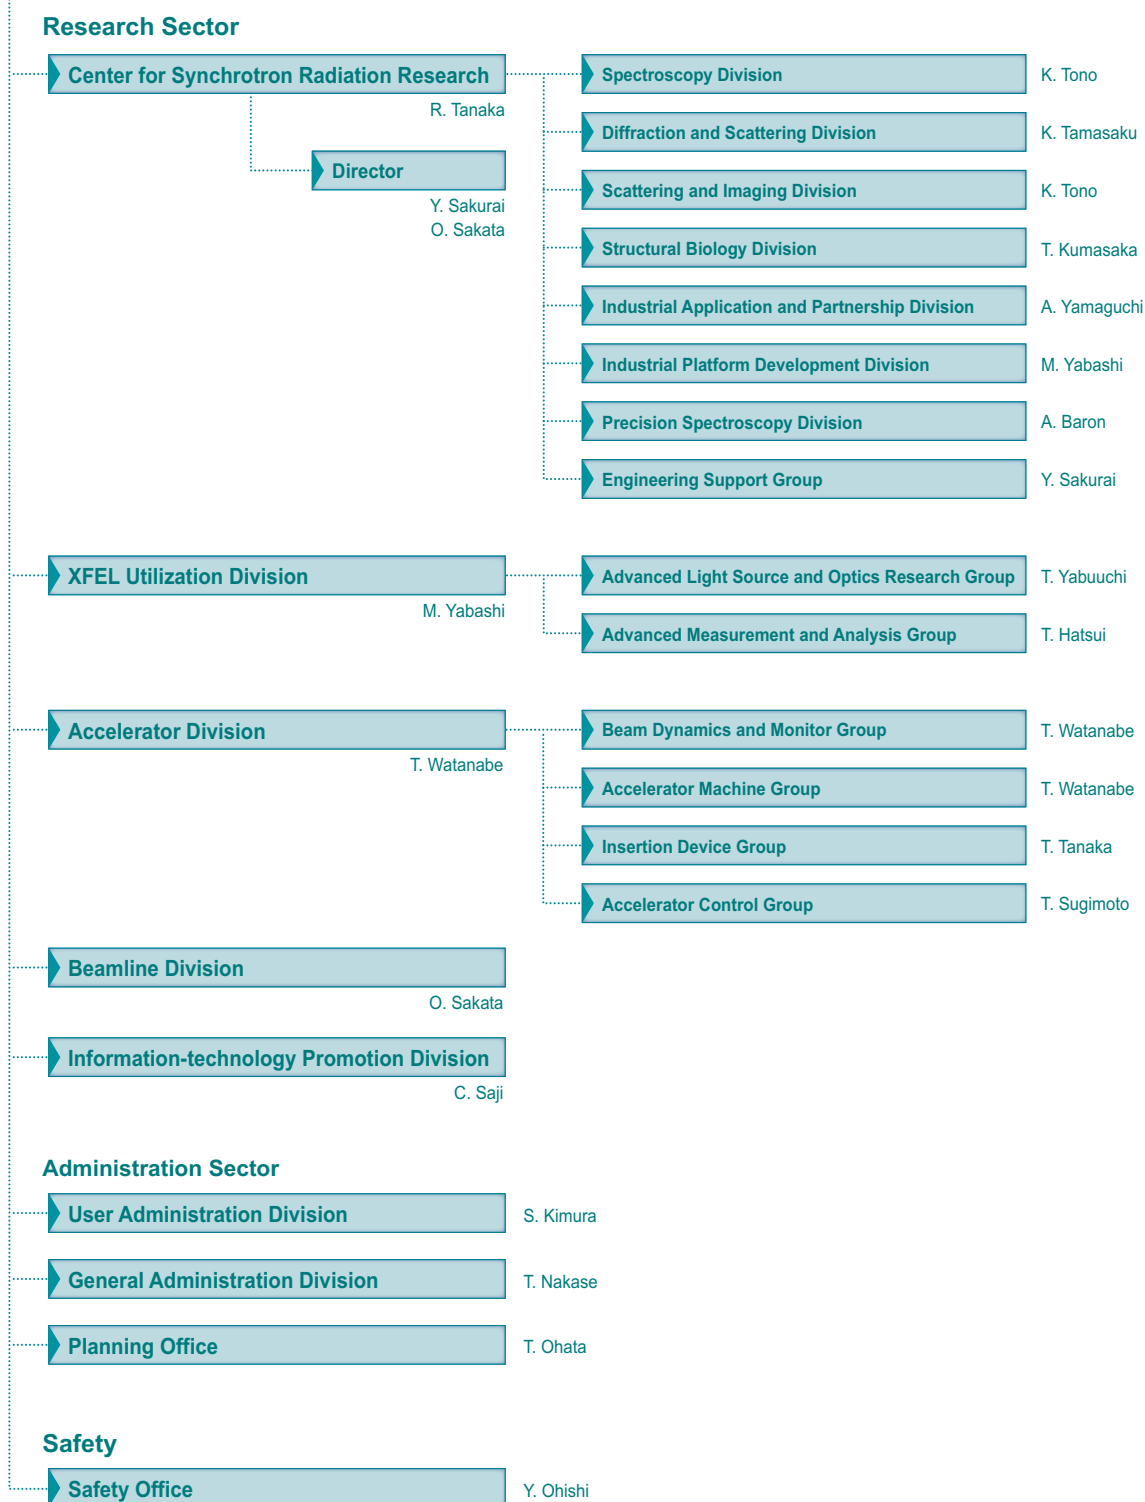 Research Sector
Center for Synchrotron Radiation Research
R. Tanaka
Director
Y. Sakurai
O. Sakata
Spectroscopy Division
K. Tono
Diffraction and Scattering Division
K. Tamasaku
Scattering and Imaging Division
K. Tono
Structural Biology Division
T. Kumasaka
Industrial Application and Partnership Division
A. Yamaguchi
Industrial Platform Development Division
M. Yabashi
Precision Spectroscopy Division
A. Baron
Engineering Support Group
Y. Sakurai
XFEL Utilization Division
M. Yabashi
Advanced Light Source and Optics Research Group
T. Yabuuchi
Advanced Measurement and Analysis Group
T. Hatsui
Accelerator Division
T. Watanabe
Beam Dynamics and Monitor Group
T. Watanabe
Accelerator Machine Group
T. Watanabe
Insertion Device Group
T. Tanaka
Accelerator Control Group
T. Sugimoto
Beamline Division
O. Sakata
Information-technology Promotion Division
C. Saji
Administration Sector
User Administration Division
S. Kimura
General Administration Division
T. Nakase
Planning Office
T. Ohata
Safety
Safety Office
Y. Ohishi